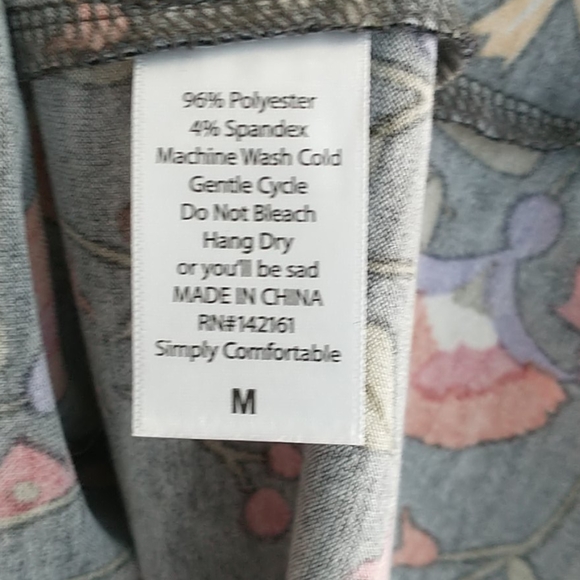 96% Polyester
4% Spandex
Machine Wash Cold
Gentle Cycle
Do Not Bleach
Hang Dry
or you'll be sad
MADE IN CHINA
RN#142161
Simply Comfortable
M